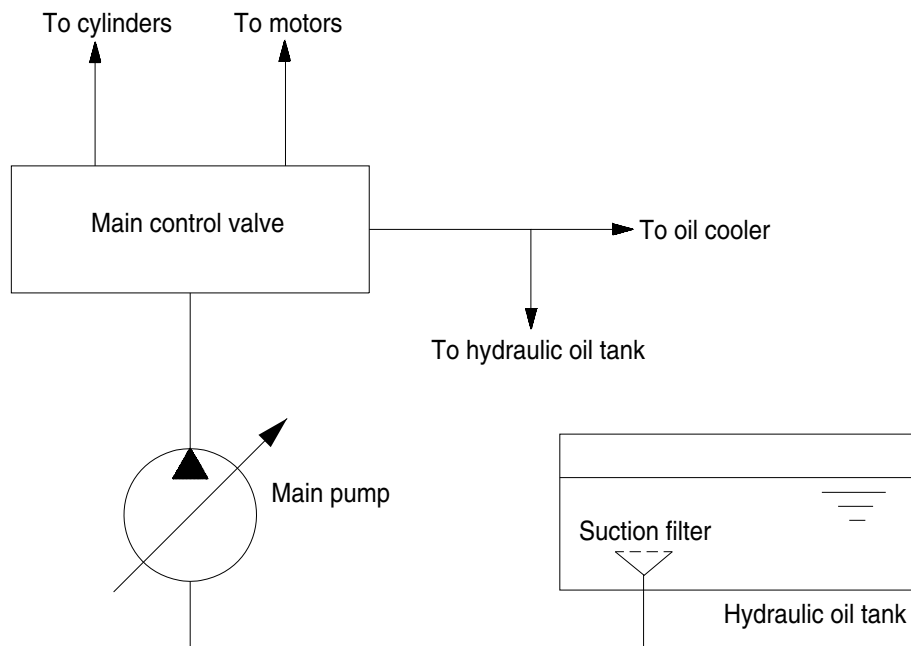 To cylinders
To motors
Main control valve
To oil cooler
To hydraulic oil tank
Main pump
Suction filter
Hydraulic oil tank